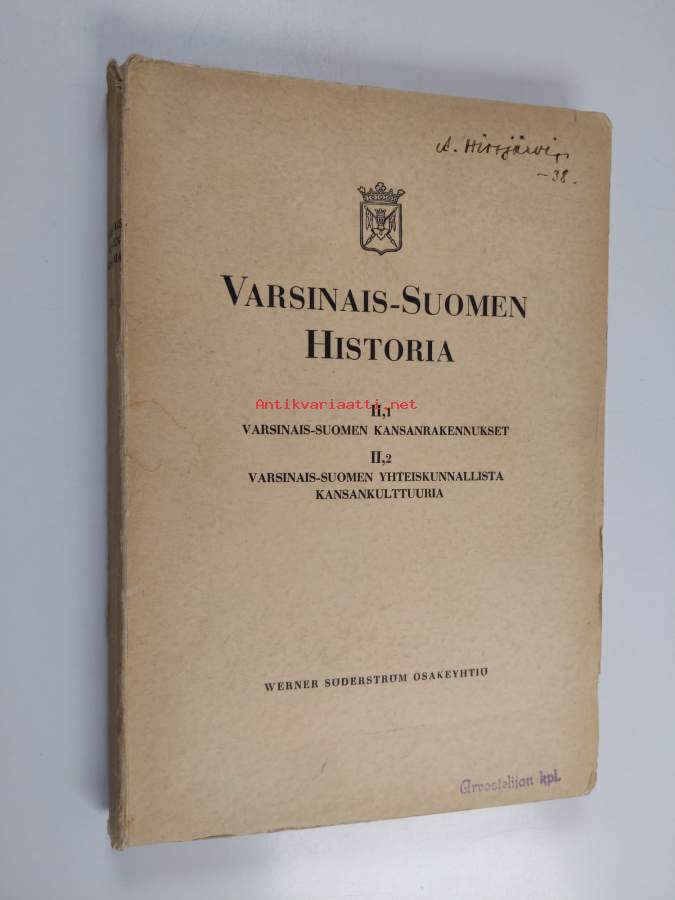 A. Hirsjärvi
-38.
VARSINAIS-SUOMEN
HISTORIA
II,1
Antikvariaatti.net
VARSINAIS-SUOMEN KANSANRAKENNUKSET
II,2
VARSINAIS-SUOMEN YHTEISKUNNALLISTA
KANSANKULTTUURIA
WERNER SÖDERSTRÖM OSAKEYHTIÖ
Arvostelijan kpl.